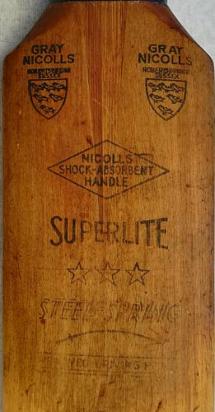 GRAY
NICOLLS
GRAY
NICOLLS
NICOLLS
SHOCK-ABSORBENT
HANDLE
SUPERLITE
STEEL-SPRING